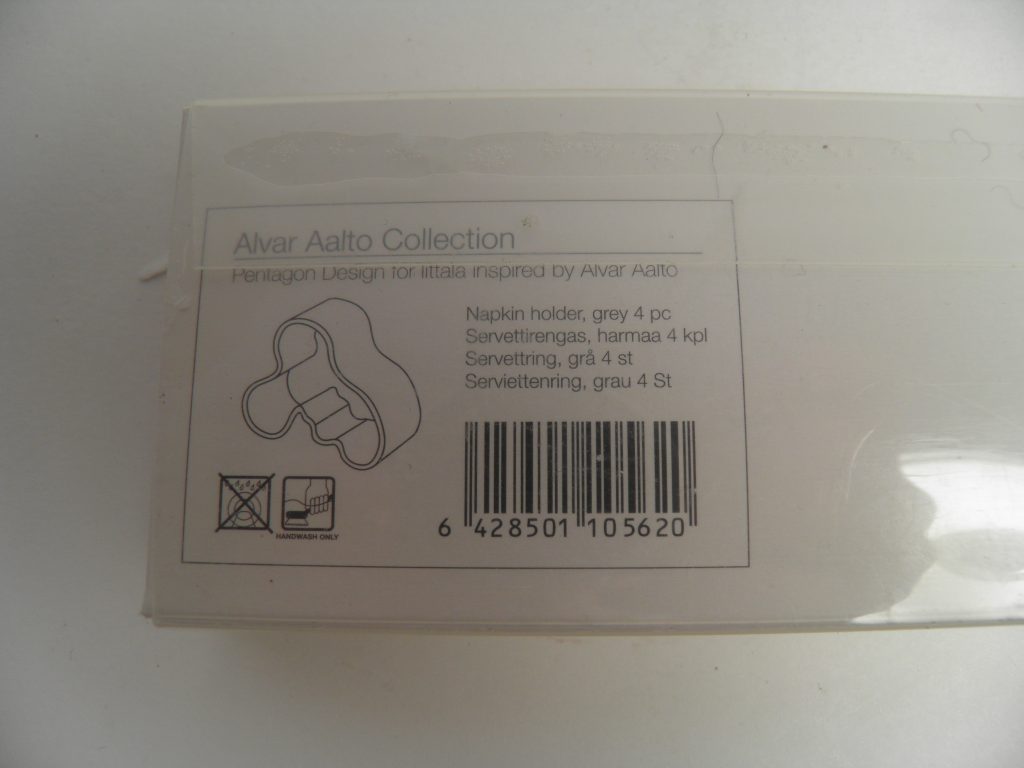 Alvar Aalto Collection
Pentagon Design for Iittala inspired by Alvar Aalto
Napkin holder, grey 4 pc
Servettirengas, harmaa 4 kpl
Servettring, grå 4 st
Serviettenring, grau 4 St
HANDWASH ONLY
6 428501 105620